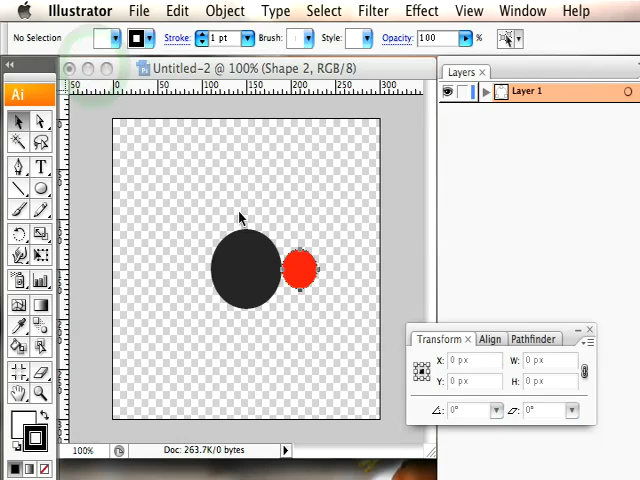 Illustrator File Edit Object Type Select Filter Effect View Window Help
No Selection Stroke: 1 pt Brush: Style: Opacity: 100 %
Untitled-2 @ 100% (Shape 2, RGB/8)
Layers ×
Layer 1
50 0 50 100 150 200 250 300
Ai
T
Transform × Align Pathfinder
X: 0 px W: 0 px
Y: 0 px H: 0 px
0° 0°
100% Doc: 263.7K/0 bytes